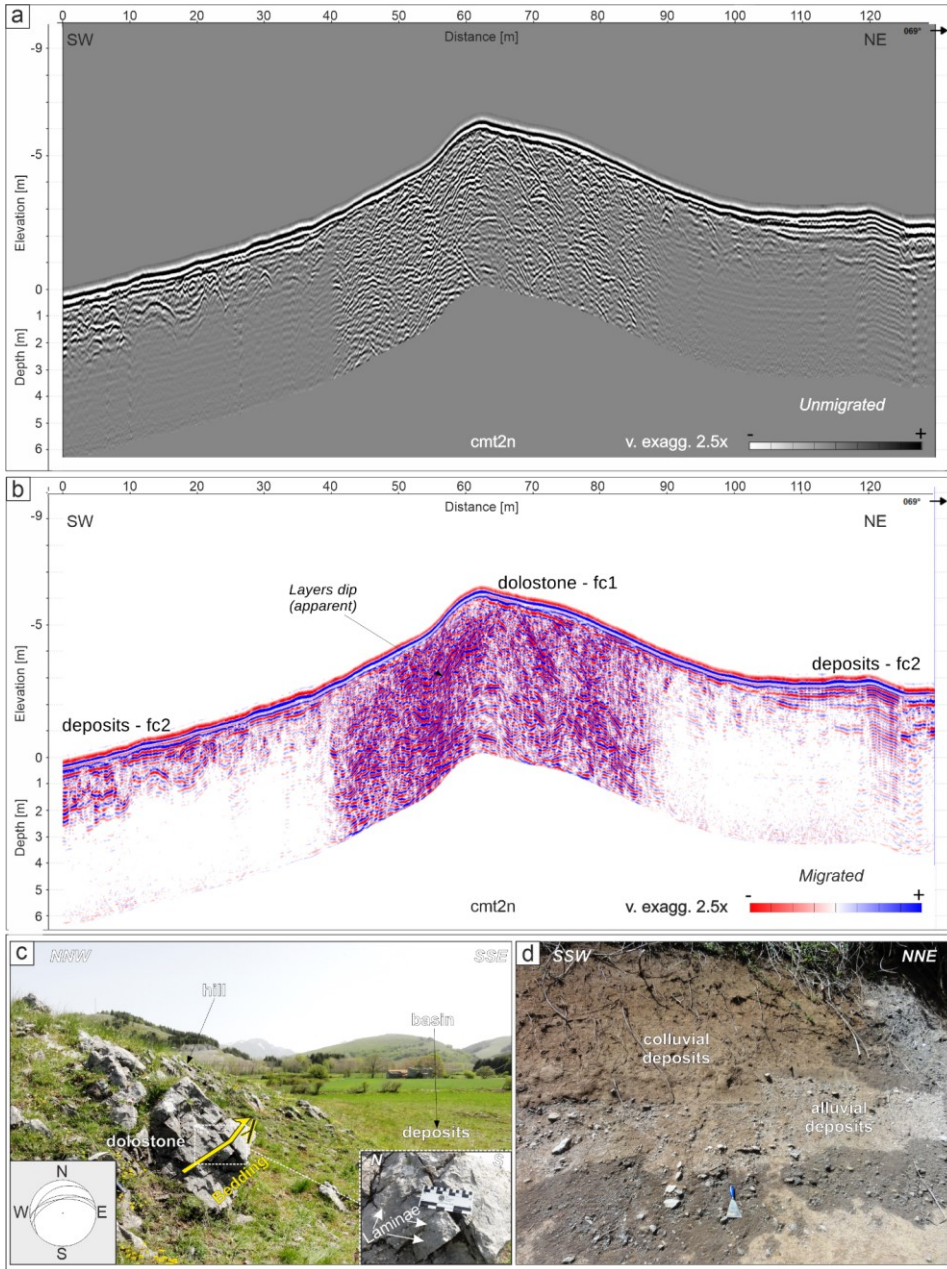 a
0 10 20 30 40 50 60 70 80 90 100 110 120
Distance [m]
069°
SW
NE
-9
-5
0
1
2
3
4
5
6
Elevation [m]
Depth [m]
Unmigrated
- +
cmt2n
v. exagg. 2.5x
b
0 10 20 30 40 50 60 70 80 90 100 110 120
Distance [m]
069°
SW
NE
-9
-5
0
1
2
3
4
5
6
Elevation [m]
Depth [m]
Layers dip
(apparent)
dolostone - fc1
deposits - fc2
deposits - fc2
Migrated
- +
cmt2n
v. exagg. 2.5x
c
NNW
SSE
hill
basin
dolostone
deposits
Bedding
N
W E
S
N
Laminae
d
SSW
NNE
colluvial
deposits
alluvial
deposits